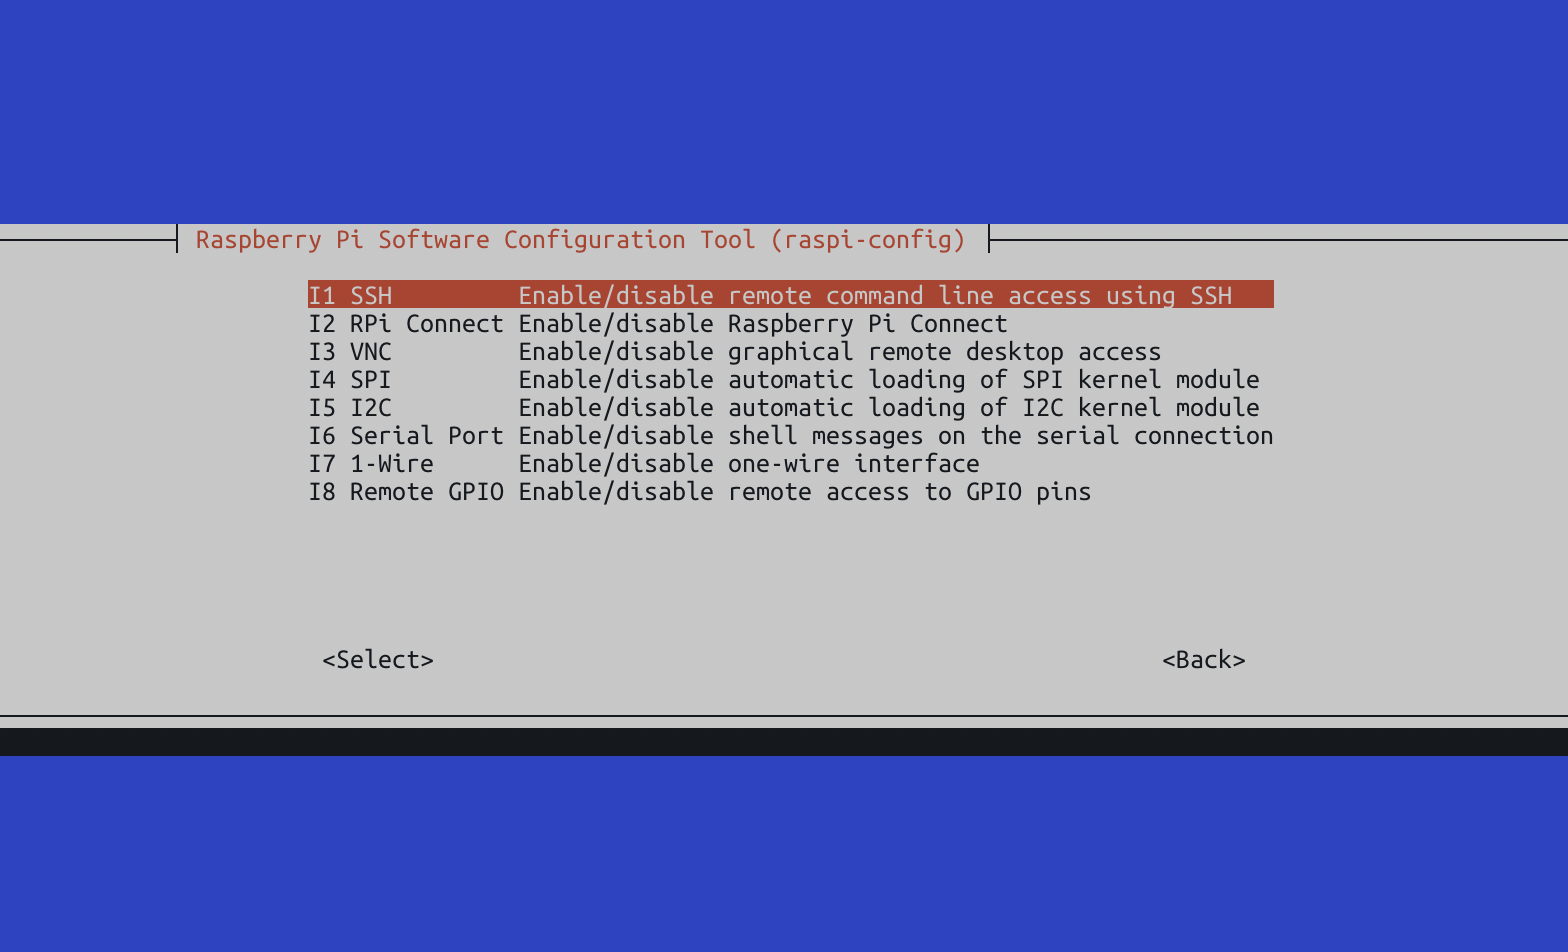 Raspberry Pi Software Configuration Tool (raspi-config)
I1 SSH         Enable/disable remote command line access using SSH
I2 RPi Connect Enable/disable Raspberry Pi Connect
I3 VNC         Enable/disable graphical remote desktop access
I4 SPI         Enable/disable automatic loading of SPI kernel module
I5 I2C         Enable/disable automatic loading of I2C kernel module
I6 Serial Port Enable/disable shell messages on the serial connection
I7 1-Wire      Enable/disable one-wire interface
I8 Remote GPIO Enable/disable remote access to GPIO pins
<Select> <Back>